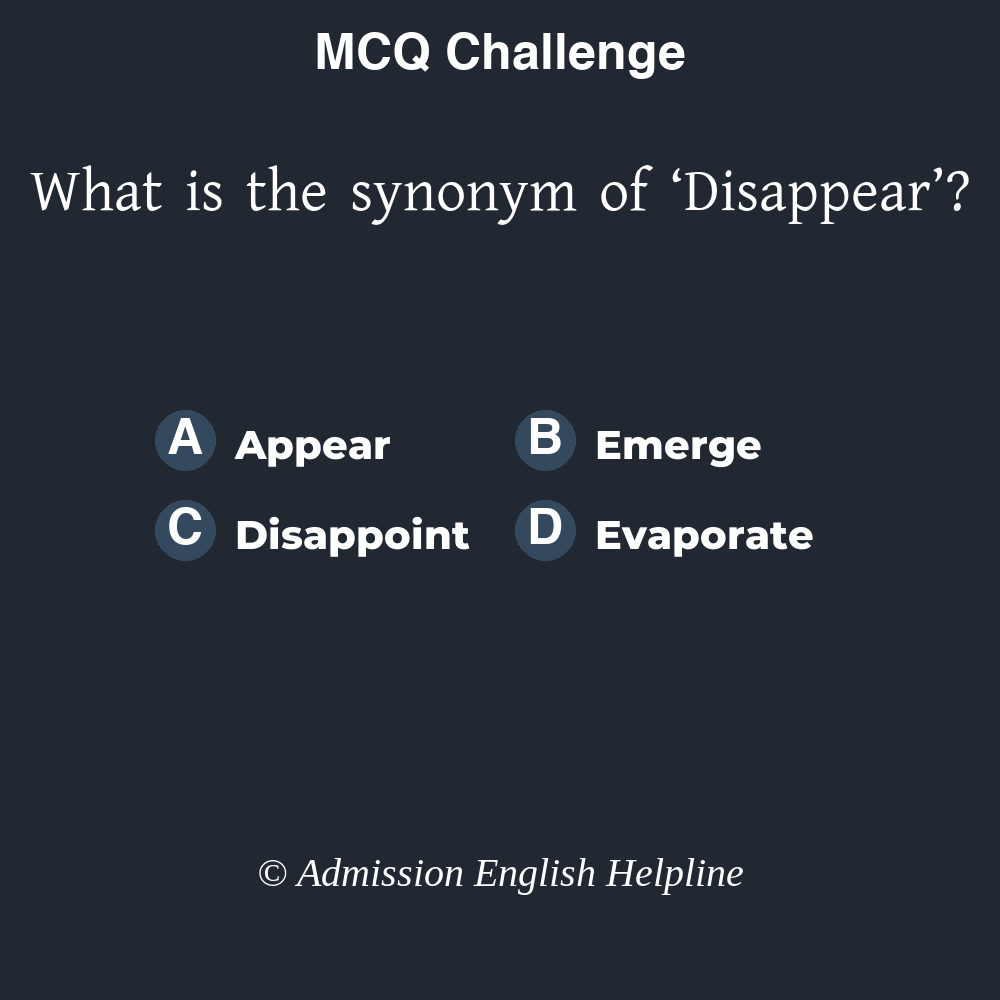 MCQ Challenge
What is the synonym of ‘Disappear’?
A Appear B Emerge
C Disappoint D Evaporate
© Admission English Helpline